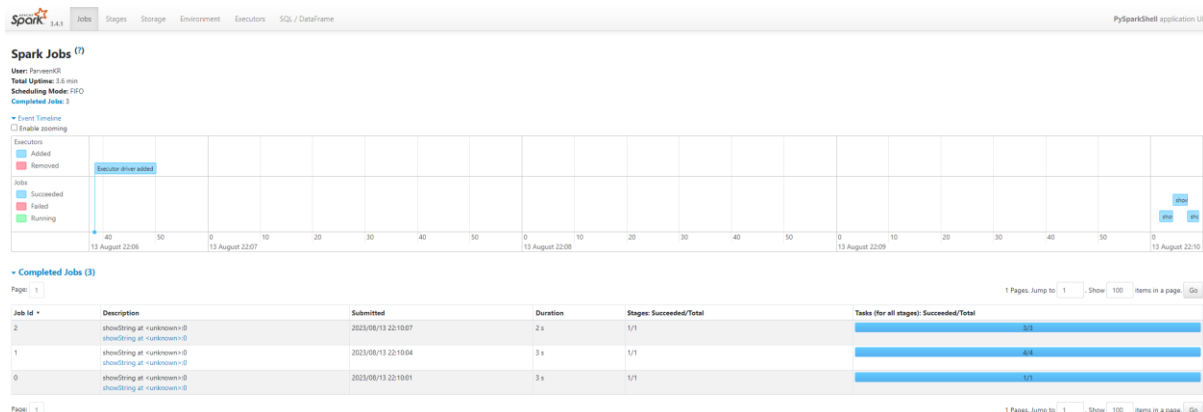 APACHE Spark 3.4.1 Jobs Stages Storage Environment Executors SQL / DataFrame PySparkShell application UI
Spark Jobs (?)
User: ParveenKR
Total Uptime: 3.6 min
Scheduling Mode: FIFO
Completed Jobs: 3
Event Timeline
Enable zooming
Executors
Added
Removed
Executor driver added
Jobs
Succeeded
Failed
Running
show
sho
sho
40 50 0 10 20 30 40 50 0 10 20 30 40 50 0 10 20 30 40 50 0
13 August 22:06 13 August 22:07 13 August 22:08 13 August 22:09 13 August 22:10
Completed Jobs (3)
Page: 1 1 Pages. Jump to 1 . Show 100 items in a page. Go
Job Id Description Submitted Duration Stages: Succeeded/Total Tasks (for all stages): Succeeded/Total
2 showString at <unknown>:0 2023/08/13 22:10:07 2 s 1/1 3/3
showString at <unknown>:0
1 showString at <unknown>:0 2023/08/13 22:10:04 3 s 1/1 4/4
showString at <unknown>:0
0 showString at <unknown>:0 2023/08/13 22:10:01 3 s 1/1 1/1
showString at <unknown>:0
Page: 1 1 Pages. Jump to 1 . Show 100 items in a page. Go